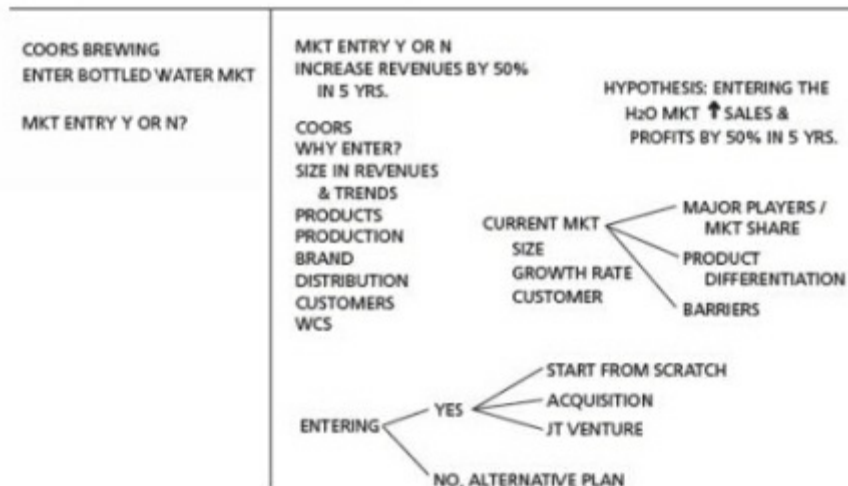 COORS BREWING
ENTER BOTTLED WATER MKT
MKT ENTRY Y OR N?
MKT ENTRY Y OR N
INCREASE REVENUES BY 50%
IN 5 YRS.
HYPOTHESIS: ENTERING THE
H2O MKT ↑ SALES &
PROFITS BY 50% IN 5 YRS.
COORS
WHY ENTER?
SIZE IN REVENUES
& TRENDS
PRODUCTS
PRODUCTION
BRAND
DISTRIBUTION
CUSTOMERS
WCS
CURRENT MKT
SIZE
GROWTH RATE
CUSTOMER
MAJOR PLAYERS /
MKT SHARE
PRODUCT
DIFFERENTIATION
BARRIERS
ENTERING
YES
START FROM SCRATCH
ACQUISITION
JT VENTURE
NO, ALTERNATIVE PLAN